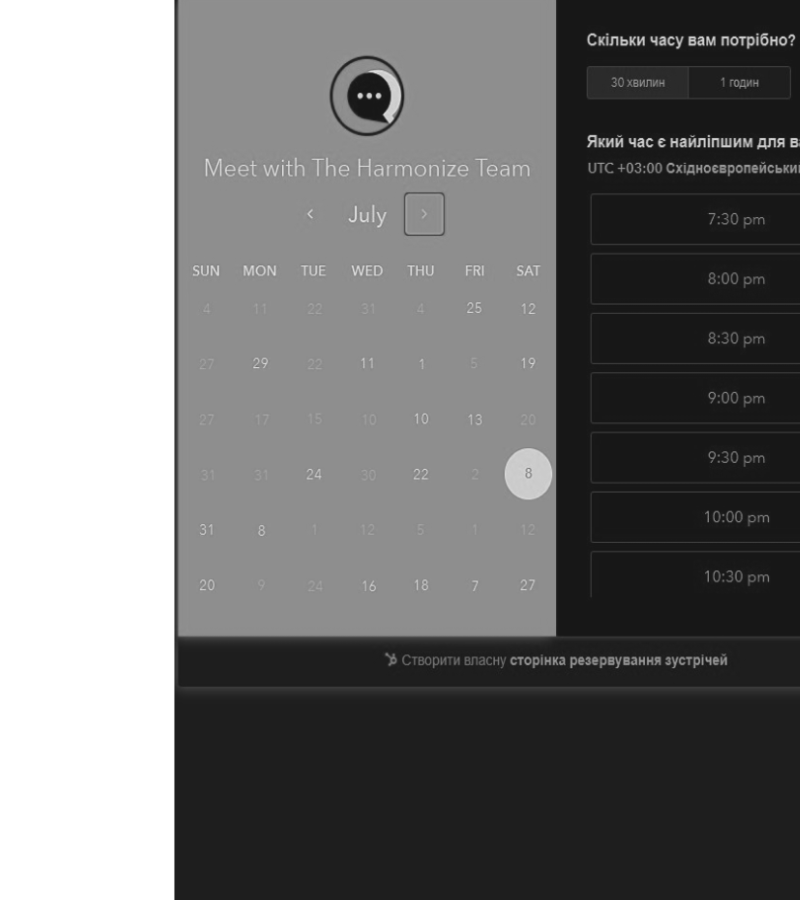 Meet with The Harmonize Team
July
SUN MON TUE WED THU FRI SAT
4 11 22 31 4 25 12
27 29 22 11 1 5 19
27 17 15 10 10 13 20
31 31 24 30 22 2 8
31 8 1 12 5 1 12
20 9 24 16 18 7 27
Скільки часу вам потрібно?
30 хвилин 1 годин
Який час є найліпшим для ва
UTC +03:00 Східноєвропейськи
7:30 pm
8:00 pm
8:30 pm
9:00 pm
9:30 pm
10:00 pm
10:30 pm
Створити власну сторінка резервування зустрічей